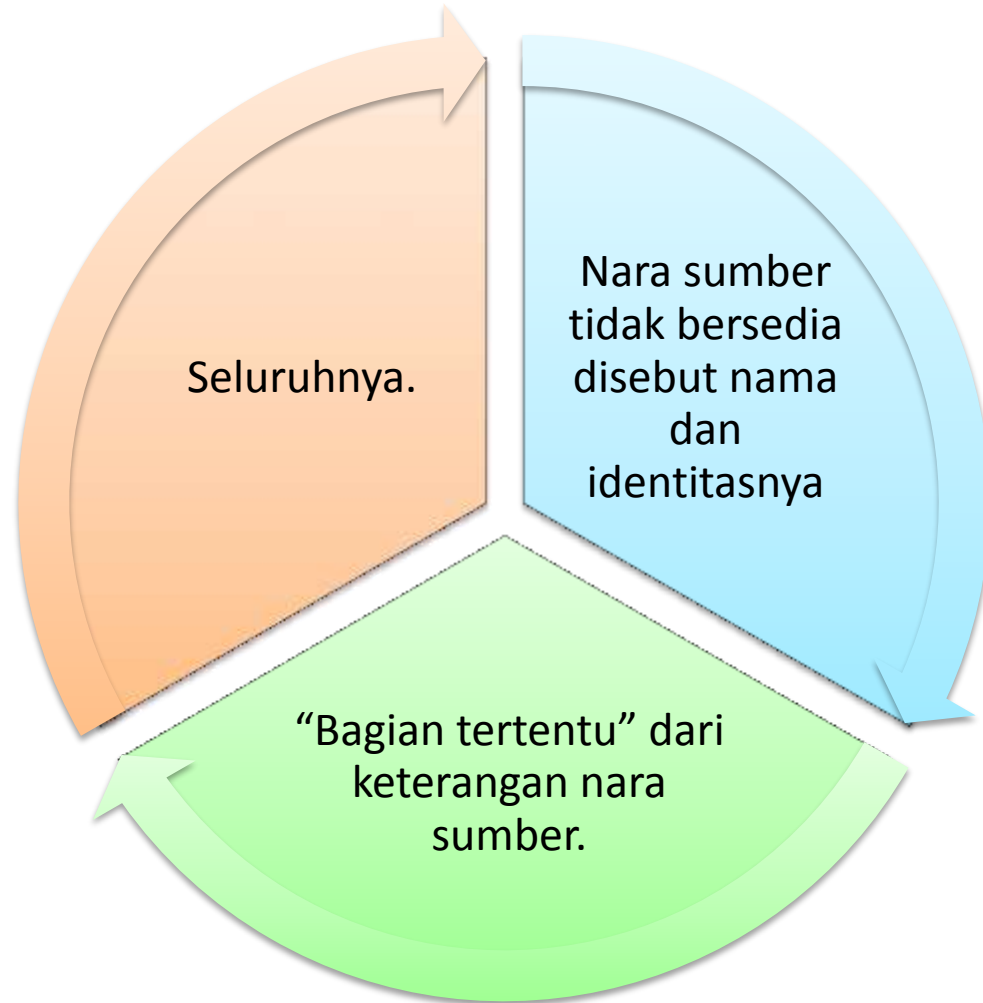 Seluruhnya.
Nara sumber
tidak bersedia
disebut nama
dan
identitasnya
“Bagian tertentu” dari
keterangan nara
sumber.